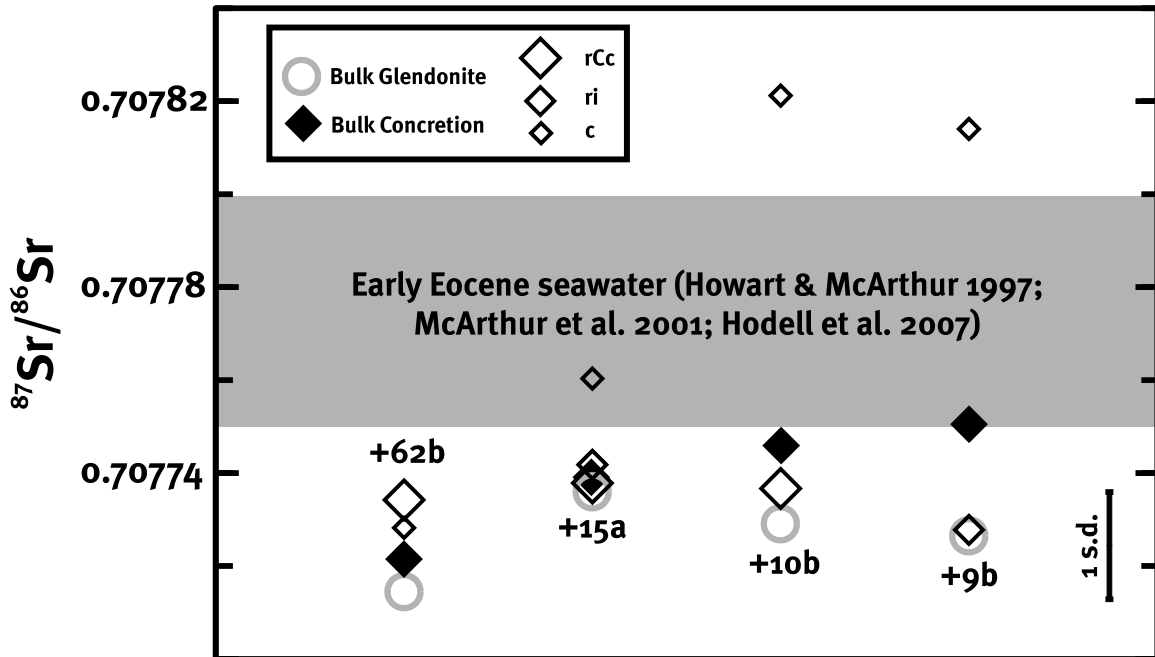 ⁸⁷Sr/⁸⁶Sr
0.70782
0.70778
0.70774
Bulk Glendonite
Bulk Concretion
rCc
ri
c
Early Eocene seawater (Howart & McArthur 1997;
McArthur et al. 2001; Hodell et al. 2007)
+62b
+15a
+10b
+9b
1 s.d.